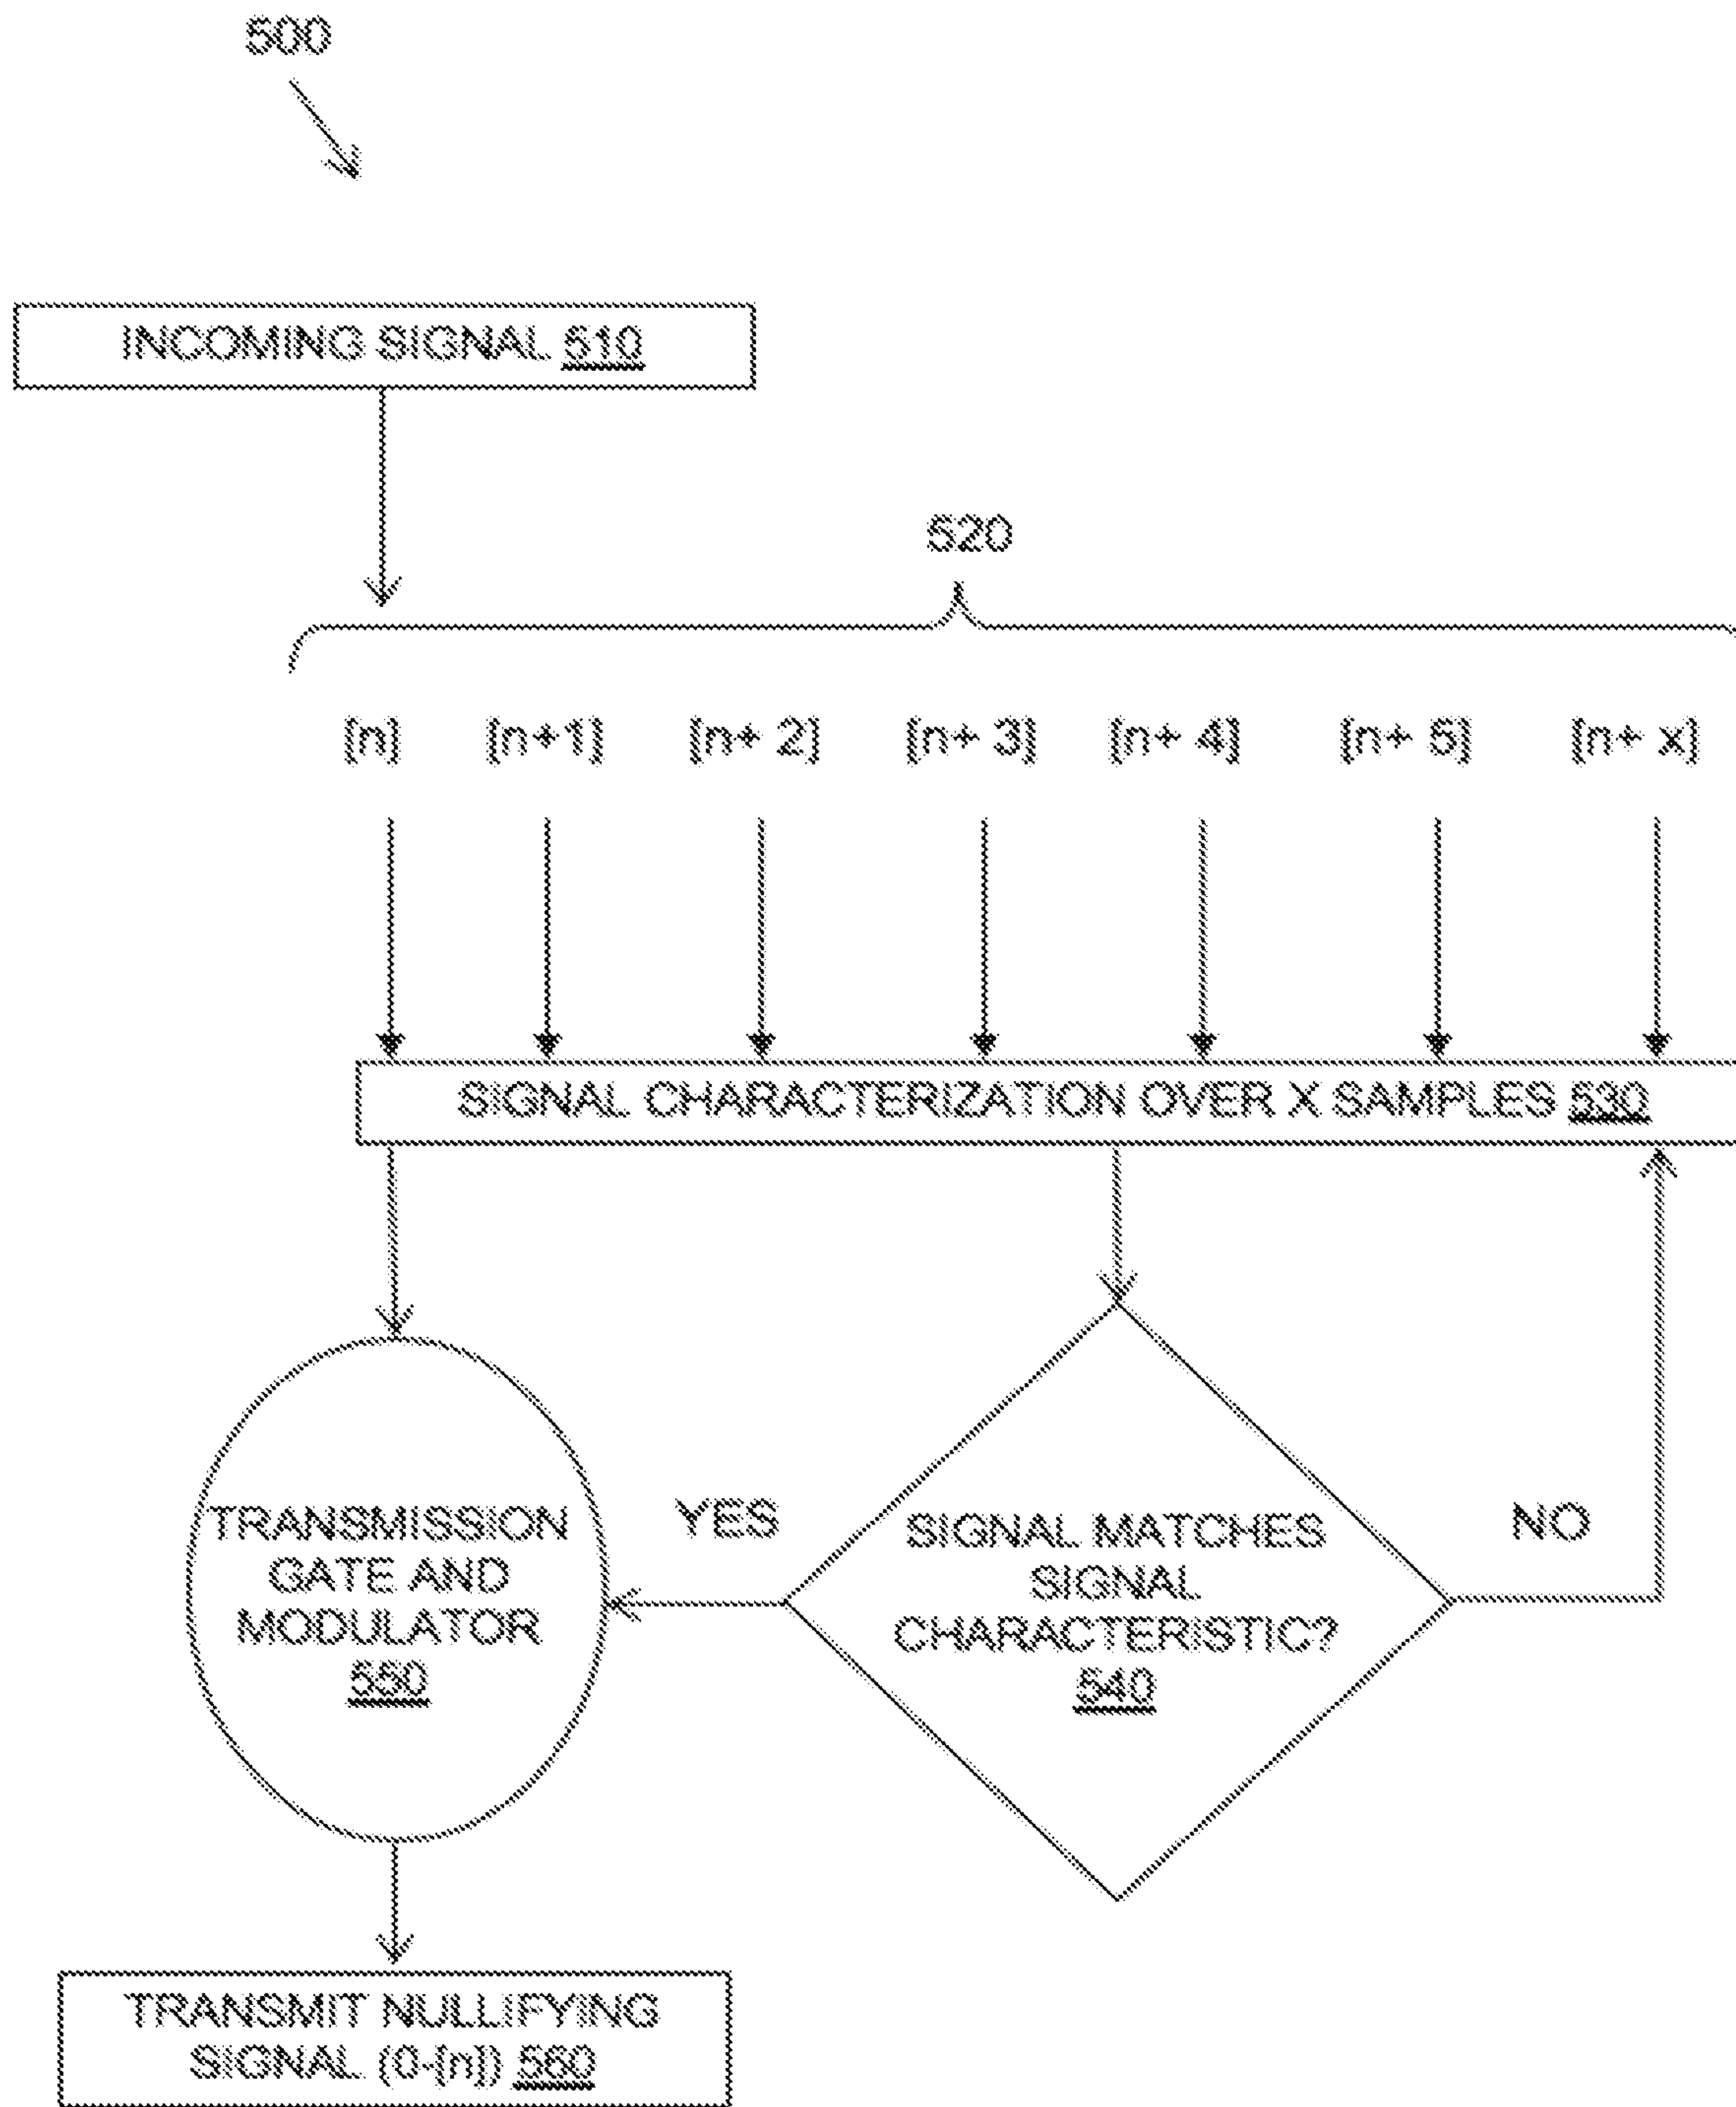 500
INCOMING SIGNAL 510
520
[n] [n+1] [n+ 2] [n+ 3] [n+ 4] [n+ 5] [n+ x]
SIGNAL CHARACTERIZATION OVER X SAMPLES 530
TRANSMISSION
GATE AND
MODULATOR
550
YES
SIGNAL MATCHES
SIGNAL
CHARACTERISTIC?
540
NO
TRANSMIT NULLIFYING
SIGNAL (0-[n]) 560